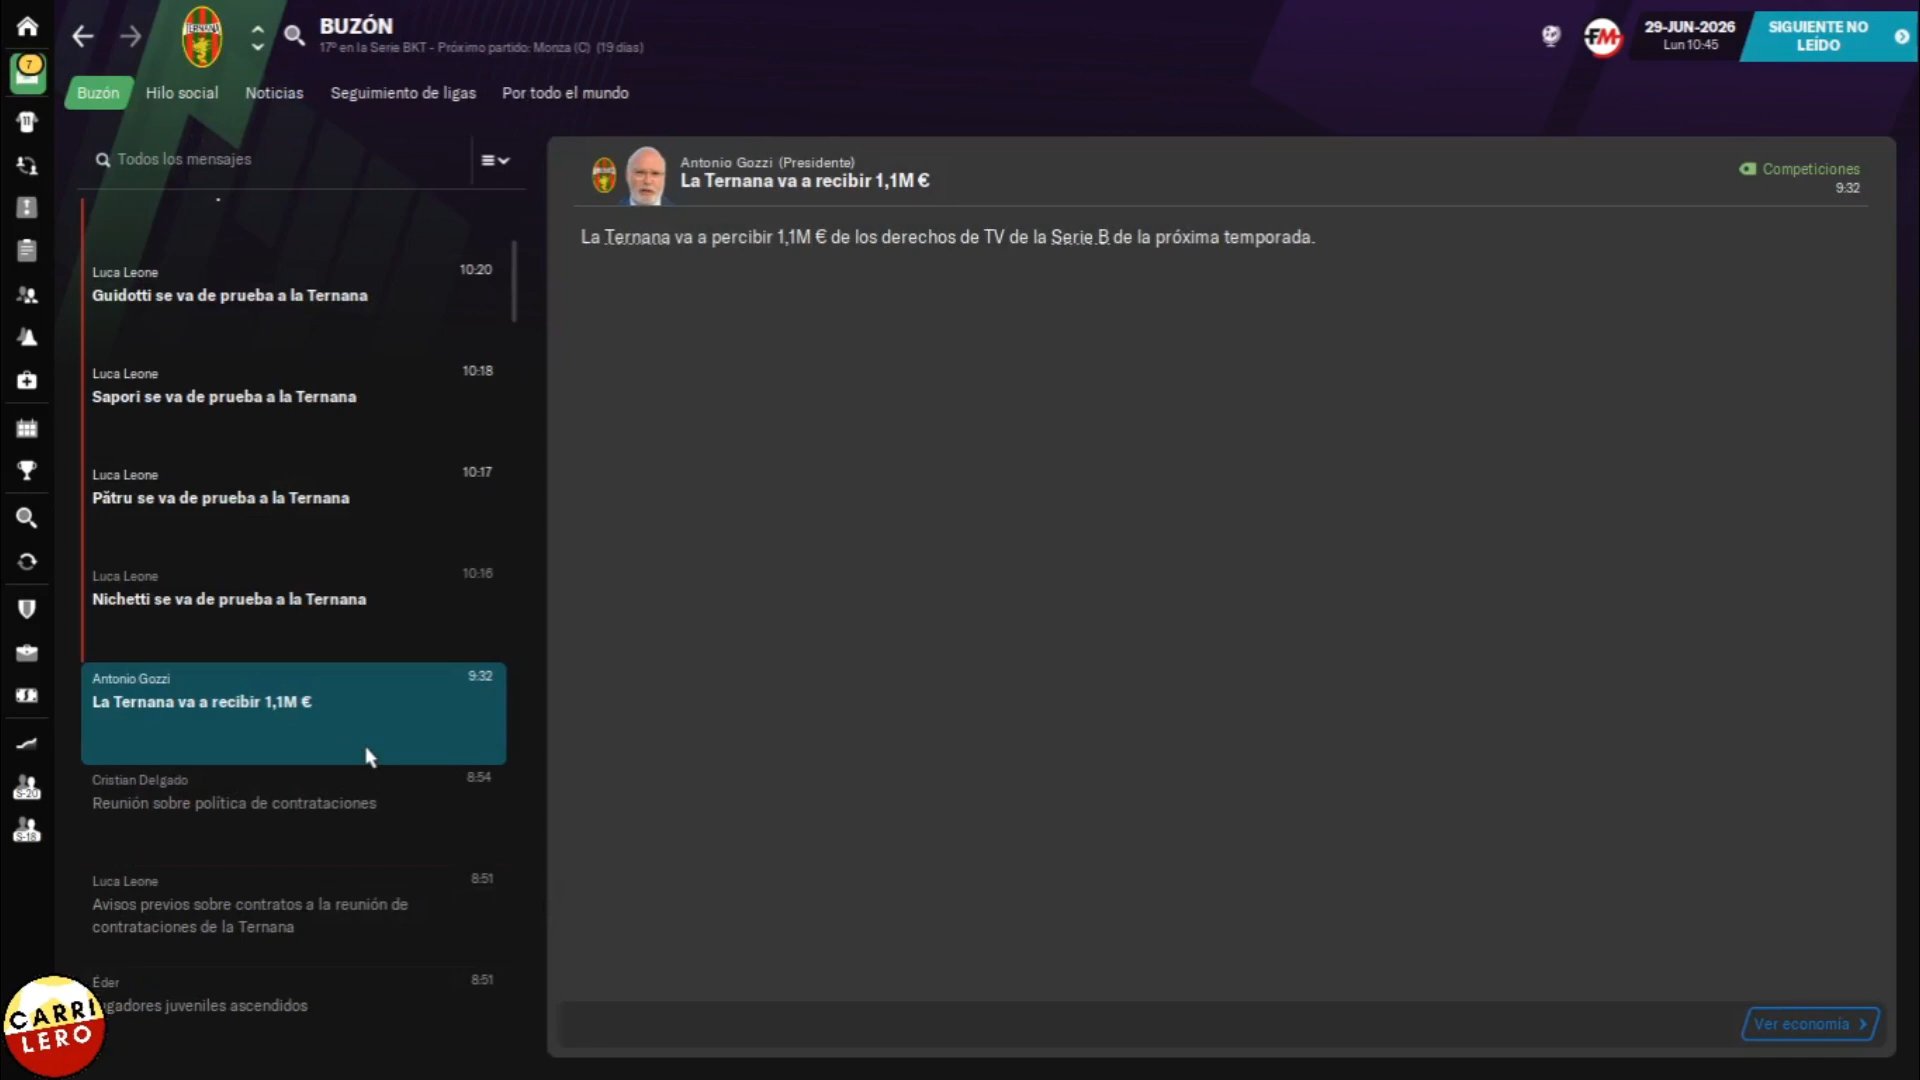 BUZÓN
17º en la Serie BKT - Próximo partido: Monza (C) (19 días)
FM
29-JUN-2026
Lun 10:45
SIGUIENTE NO
LEÍDO
7
Buzón
Hilo social
Noticias
Seguimiento de ligas
Por todo el mundo
Todos los mensajes
Luca Leone
10:20
Guidotti se va de prueba a la Ternana
Luca Leone
10:18
Sapori se va de prueba a la Ternana
Luca Leone
10:17
Pătru se va de prueba a la Ternana
Luca Leone
10:16
Nichetti se va de prueba a la Ternana
Antonio Gozzi
9:32
La Ternana va a recibir 1,1M €
Cristian Delgado
8:54
Reunión sobre política de contrataciones
Luca Leone
8:51
Avisos previos sobre contratos a la reunión de
contrataciones de la Ternana
Éder
8:51
ugadores juveniles ascendidos
S-20
S-18
CARRI
LERO
Antonio Gozzi (Presidente)
La Ternana va a recibir 1,1M €
Competiciones
9:32
La Ternana va a percibir 1,1M € de los derechos de TV de la Serie B de la próxima temporada.
Ver economía